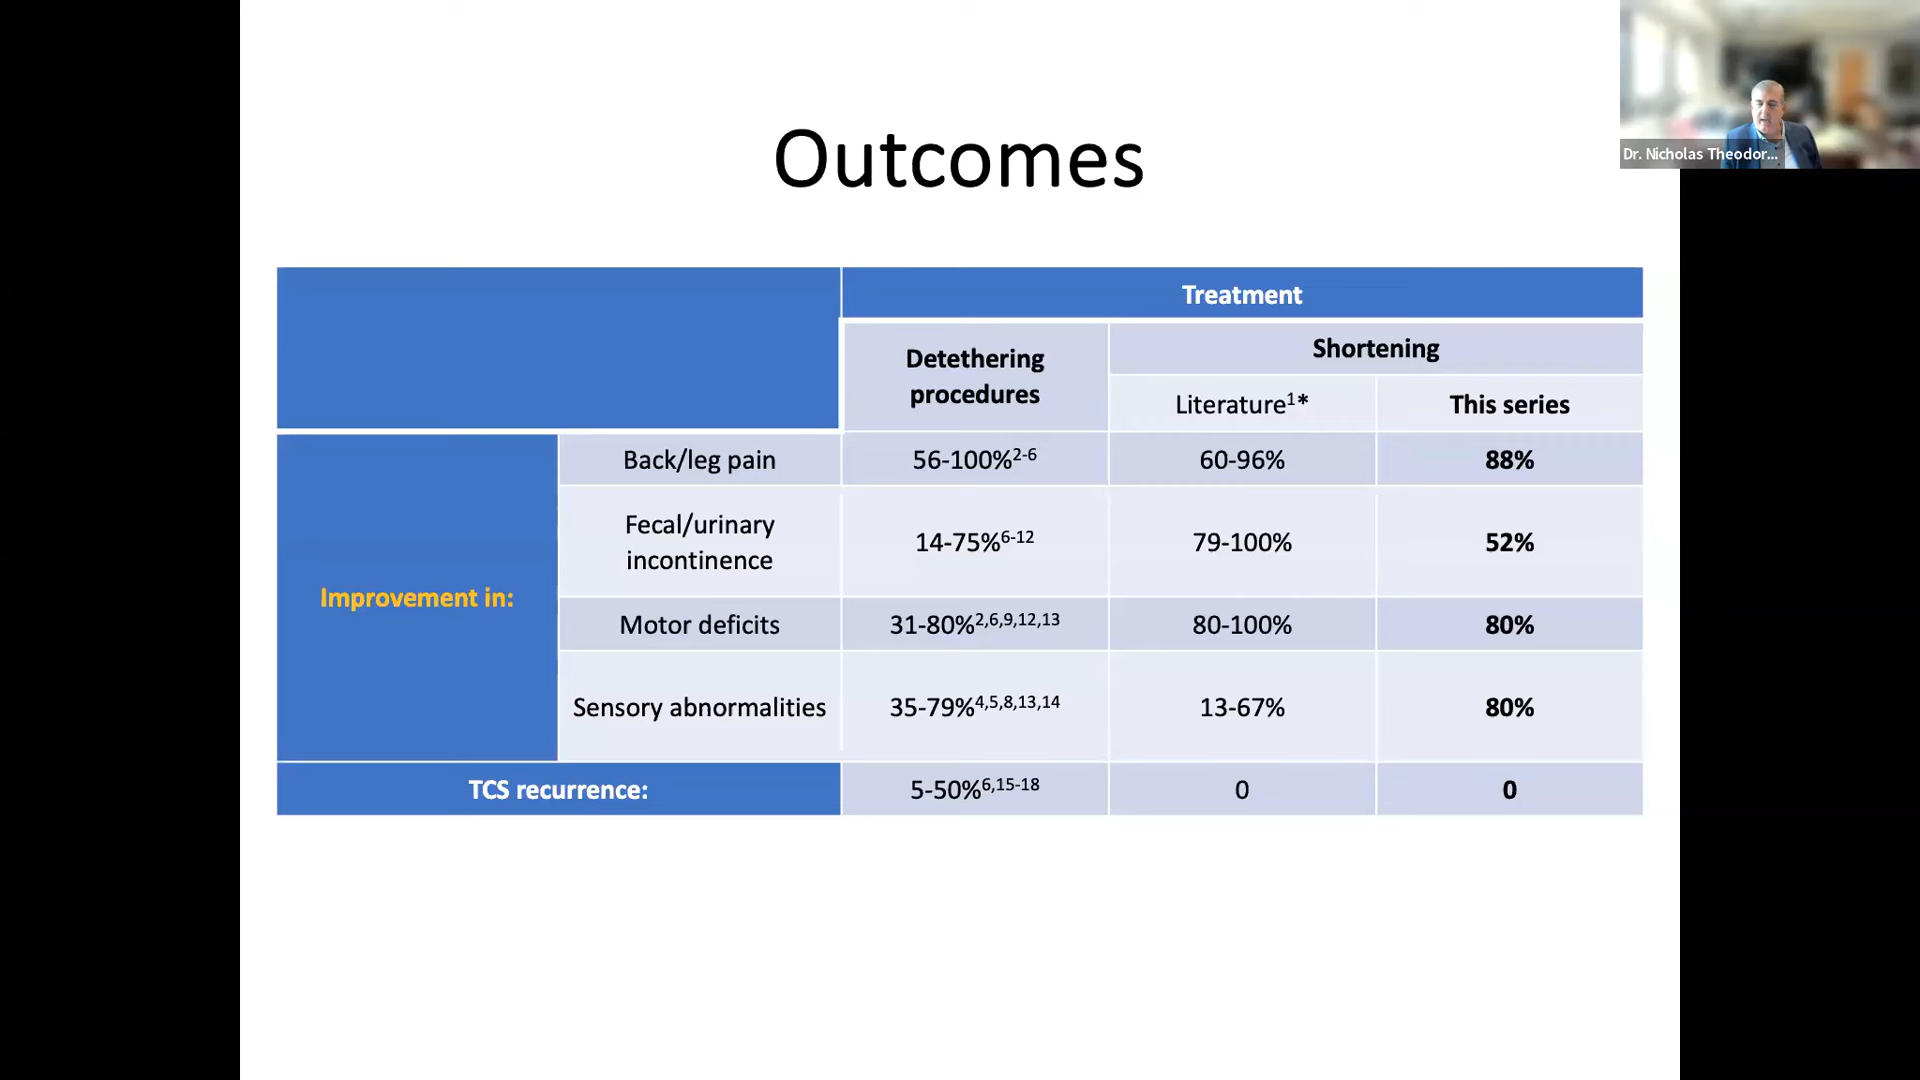 Dr. Nicholas Theodor...
Outcomes
Treatment
Detethering
procedures
Shortening
Literature¹*
This series
Improvement in:
Back/leg pain
56-100%²⁻⁶
60-96%
88%
Fecal/urinary
incontinence
14-75%⁶⁻¹²
79-100%
52%
Motor deficits
31-80%²,⁶,⁹,¹²,¹³
80-100%
80%
Sensory abnormalities
35-79%⁴,⁵,⁸,¹³,¹⁴
13-67%
80%
TCS recurrence:
5-50%⁶,¹⁵⁻¹⁸
0
0